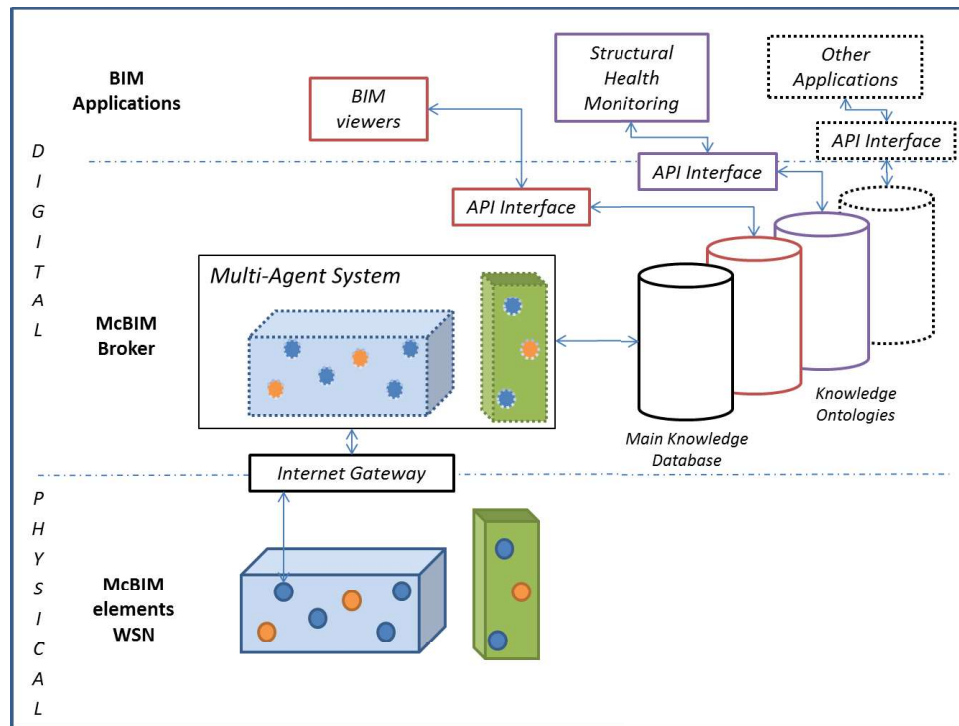 BIM
Applications
BIM
viewers
Structural
Health
Monitoring
Other
Applications
API Interface
API Interface
API Interface
D
I
G
I
T
A
L
McBIM
Broker
Multi-Agent System
Knowledge
Ontologies
Main Knowledge
Database
Internet Gateway
P
H
Y
S
I
C
A
L
McBIM
elements
WSN